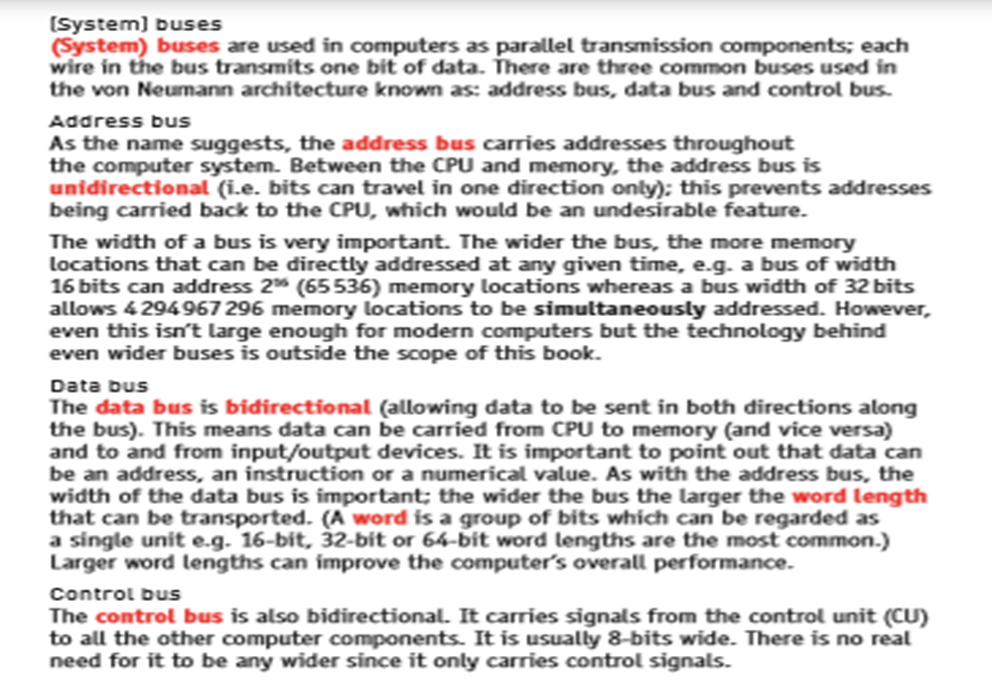 [System] buses
(System) buses are used in computers as parallel transmission components; each
wire in the bus transmits one bit of data. There are three common buses used in
the von Neumann architecture known as: address bus, data bus and control bus.
Address bus
As the name suggests, the address bus carries addresses throughout
the computer system. Between the CPU and memory, the address bus is
unidirectional (i.e. bits can travel in one direction only); this prevents addresses
being carried back to the CPU, which would be an undesirable feature.
The width of a bus is very important. The wider the bus, the more memory
locations that can be directly addressed at any given time, e.g. a bus of width
16 bits can address 2¹⁶ (65 536) memory locations whereas a bus width of 32 bits
allows 4 294 967 296 memory locations to be simultaneously addressed. However,
even this isn't large enough for modern computers but the technology behind
even wider buses is outside the scope of this book.
Data bus
The data bus is bidirectional (allowing data to be sent in both directions along
the bus). This means data can be carried from CPU to memory (and vice versa)
and to and from input/output devices. It is important to point out that data can
be an address, an instruction or a numerical value. As with the address bus, the
width of the data bus is important; the wider the bus the larger the word length
that can be transported. (A word is a group of bits which can be regarded as
a single unit e.g. 16-bit, 32-bit or 64-bit word lengths are the most common.)
Larger word lengths can improve the computer's overall performance.
Control bus
The control bus is also bidirectional. It carries signals from the control unit (CU)
to all the other computer components. It is usually 8-bits wide. There is no real
need for it to be any wider since it only carries control signals.